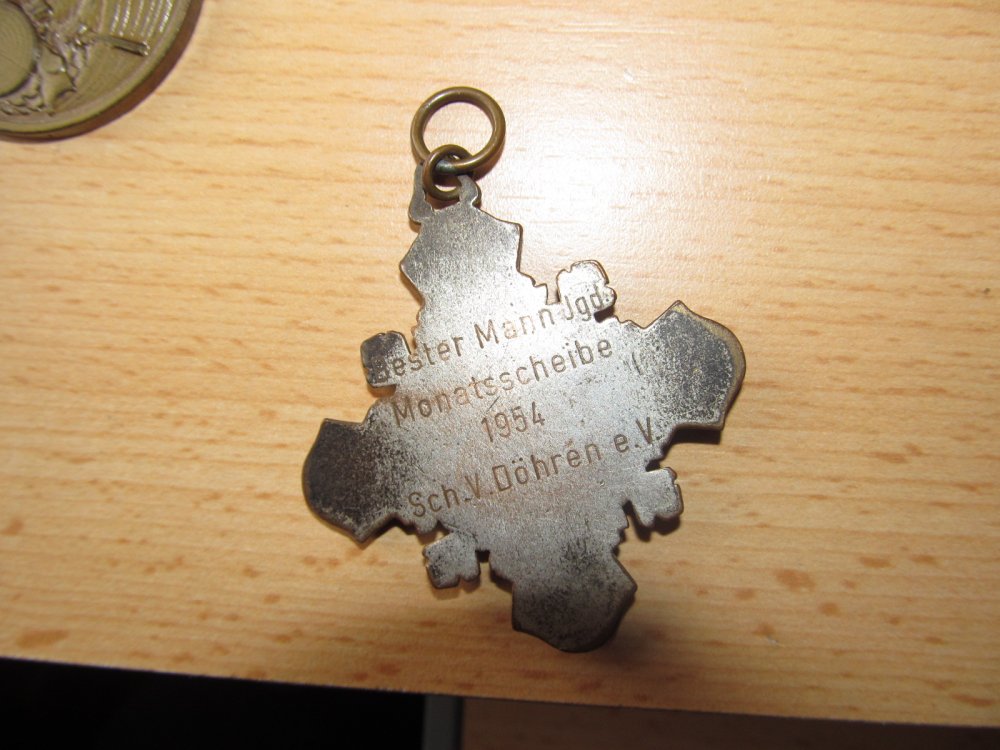 Bester Mann Jgd.
Monatsscheibe
1954
Sch.V. Döhren e.V.